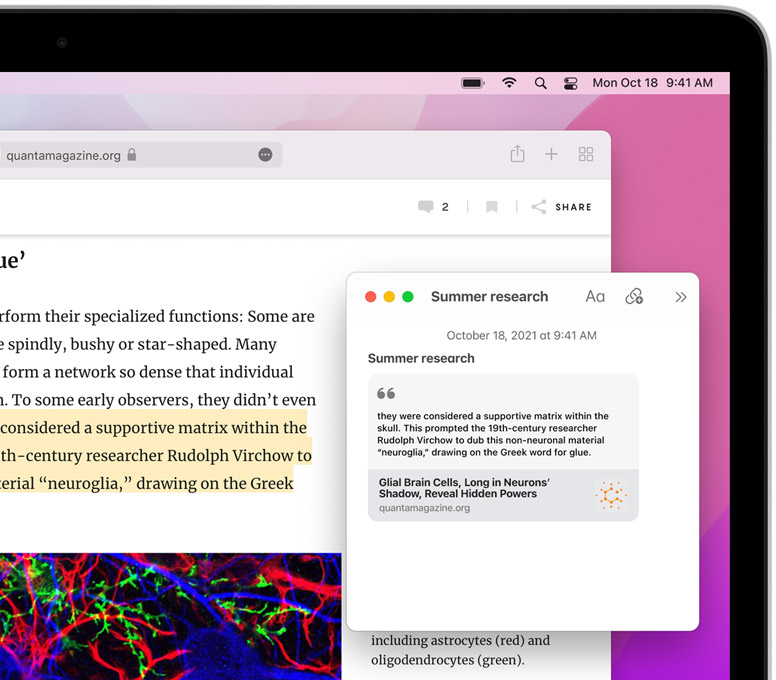 Mon Oct 18 9:41 AM
quantamagazine.org
2
SHARE
ue’
rform their specialized functions: Some are
e spindly, bushy or star-shaped. Many
form a network so dense that individual
n. To some early observers, they didn’t even
considered a supportive matrix within the
th-century researcher Rudolph Virchow to
terial “neuroglia,” drawing on the Greek
Summer research
Aa
October 18, 2021 at 9:41 AM
Summer research
“
they were considered a supportive matrix within the
skull. This prompted the 19th-century researcher
Rudolph Virchow to dub this non-neuronal material
“neuroglia,” drawing on the Greek word for glue.
Glial Brain Cells, Long in Neurons’
Shadow, Reveal Hidden Powers
quantamagazine.org
including astrocytes (red) and
oligodendrocytes (green).